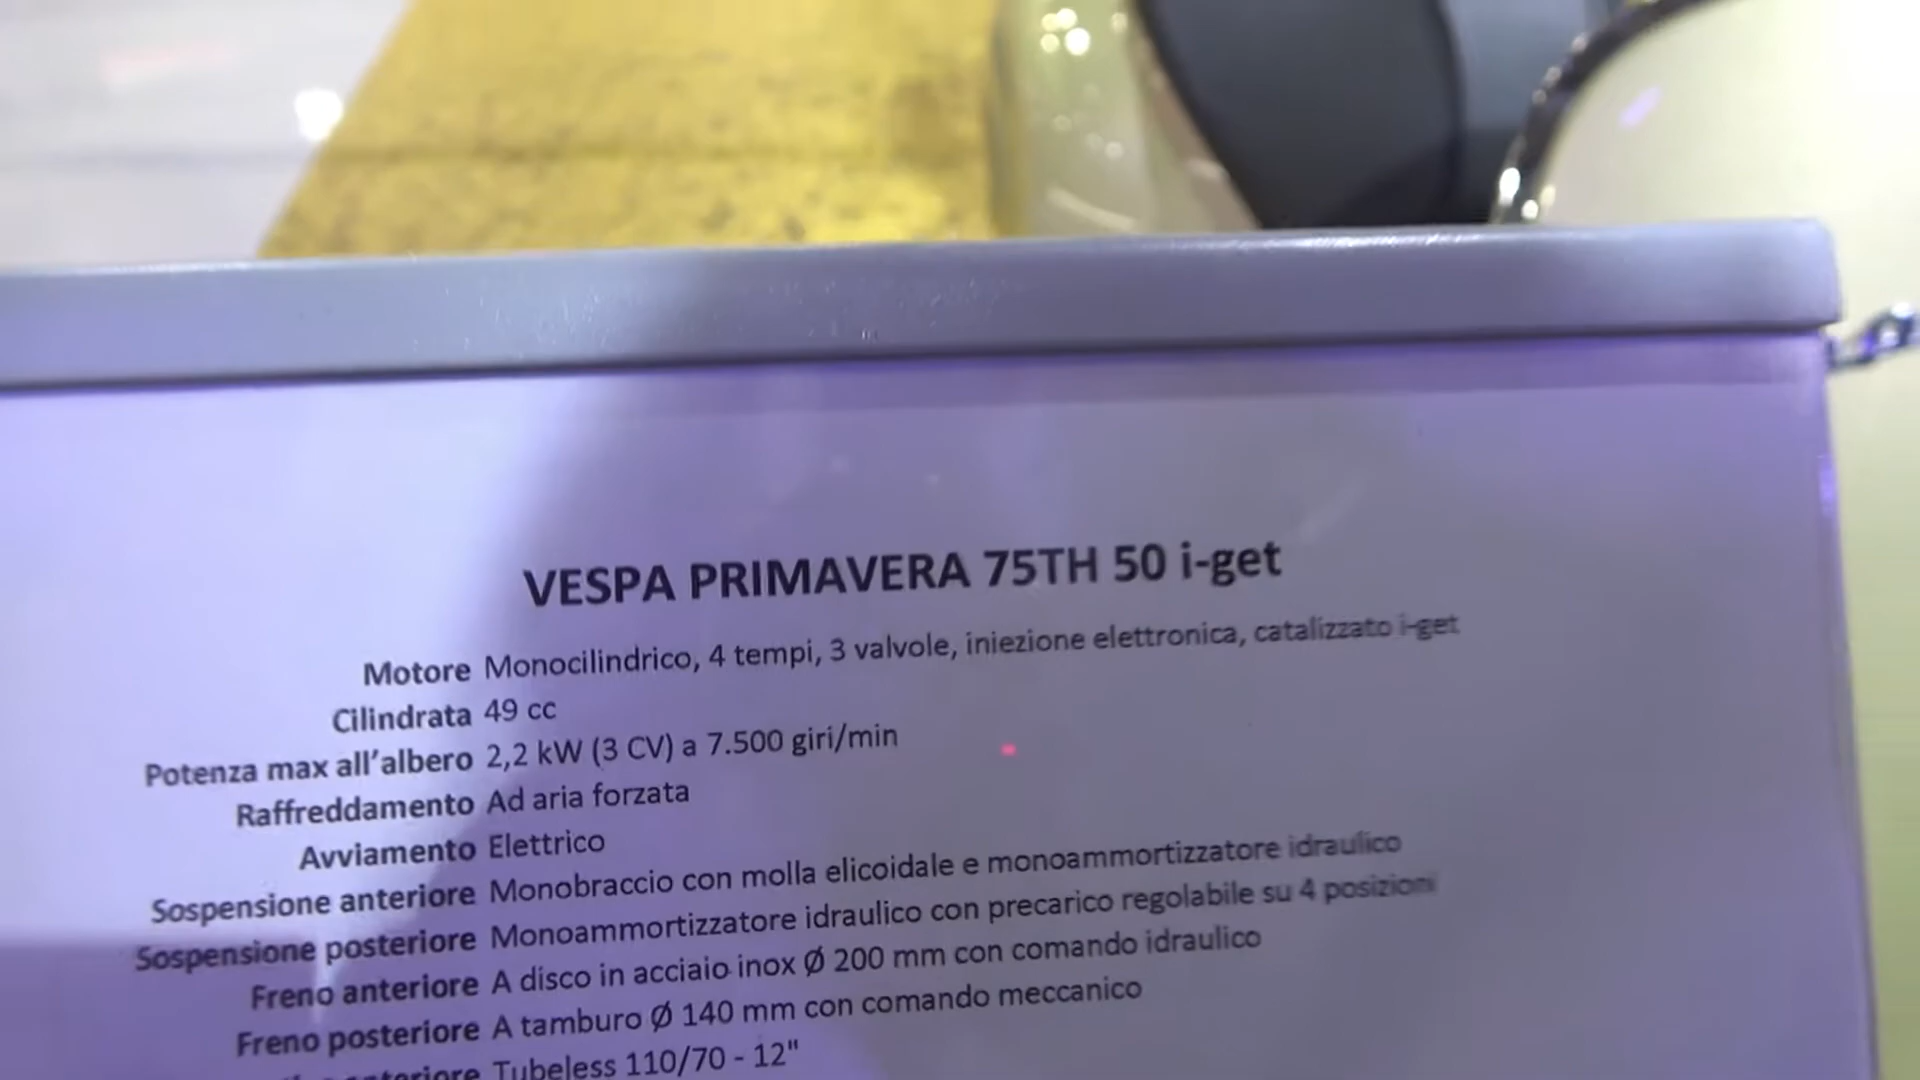 VESPA PRIMAVERA 75TH 50 i-get
Motore Monocilindrico, 4 tempi, 3 valvole, iniezione elettronica, catalizzato i-get
Cilindrata 49 cc
Potenza max all’albero 2,2 kW (3 CV) a 7.500 giri/min
Raffreddamento Ad aria forzata
Avviamento Elettrico
Sospensione anteriore Monobraccio con molla elicoidale e monoammortizzatore idraulico
Sospensione posteriore Monoammortizzatore idraulico con precarico regolabile su 4 posizioni
Freno anteriore A disco in acciaio inox Ø 200 mm con comando idraulico
Freno posteriore A tamburo Ø 140 mm con comando meccanico
anteriore Tubeless 110/70 - 12"